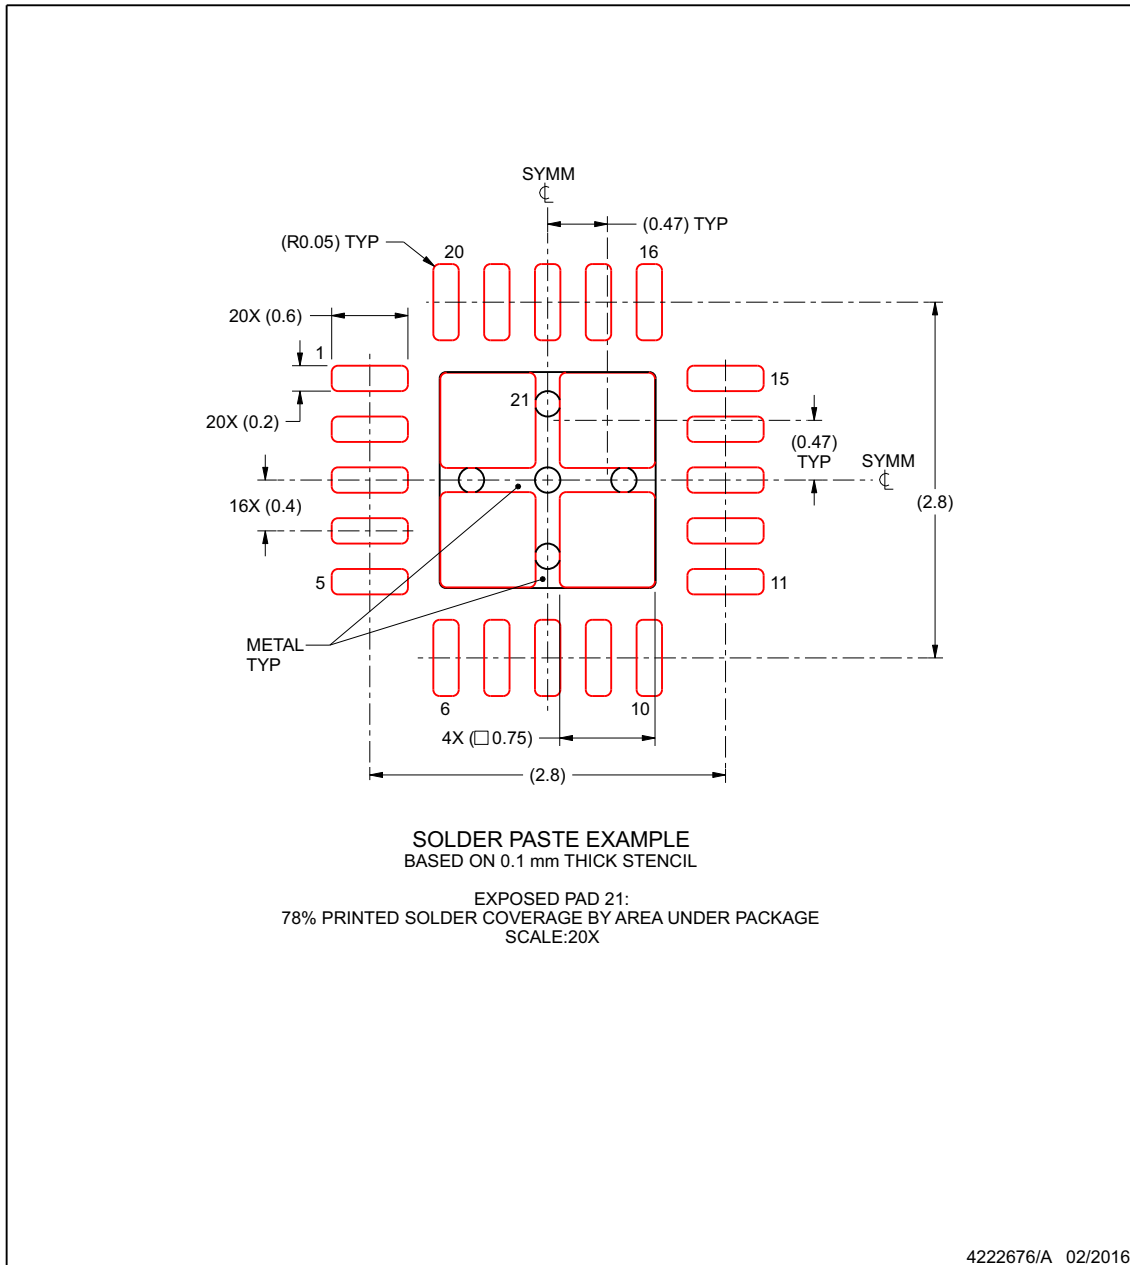 SYMM
℄
(0.47) TYP
(R0.05) TYP
20
16
20X (0.6)
1
15
21
20X (0.2)
(0.47)
TYP
SYMM
℄
16X (0.4)
(2.8)
5
11
METAL
TYP
6
10
4X (□ 0.75)
(2.8)
SOLDER PASTE EXAMPLE
BASED ON 0.1 mm THICK STENCIL
EXPOSED PAD 21:
78% PRINTED SOLDER COVERAGE BY AREA UNDER PACKAGE
SCALE:20X
4222676/A 02/2016